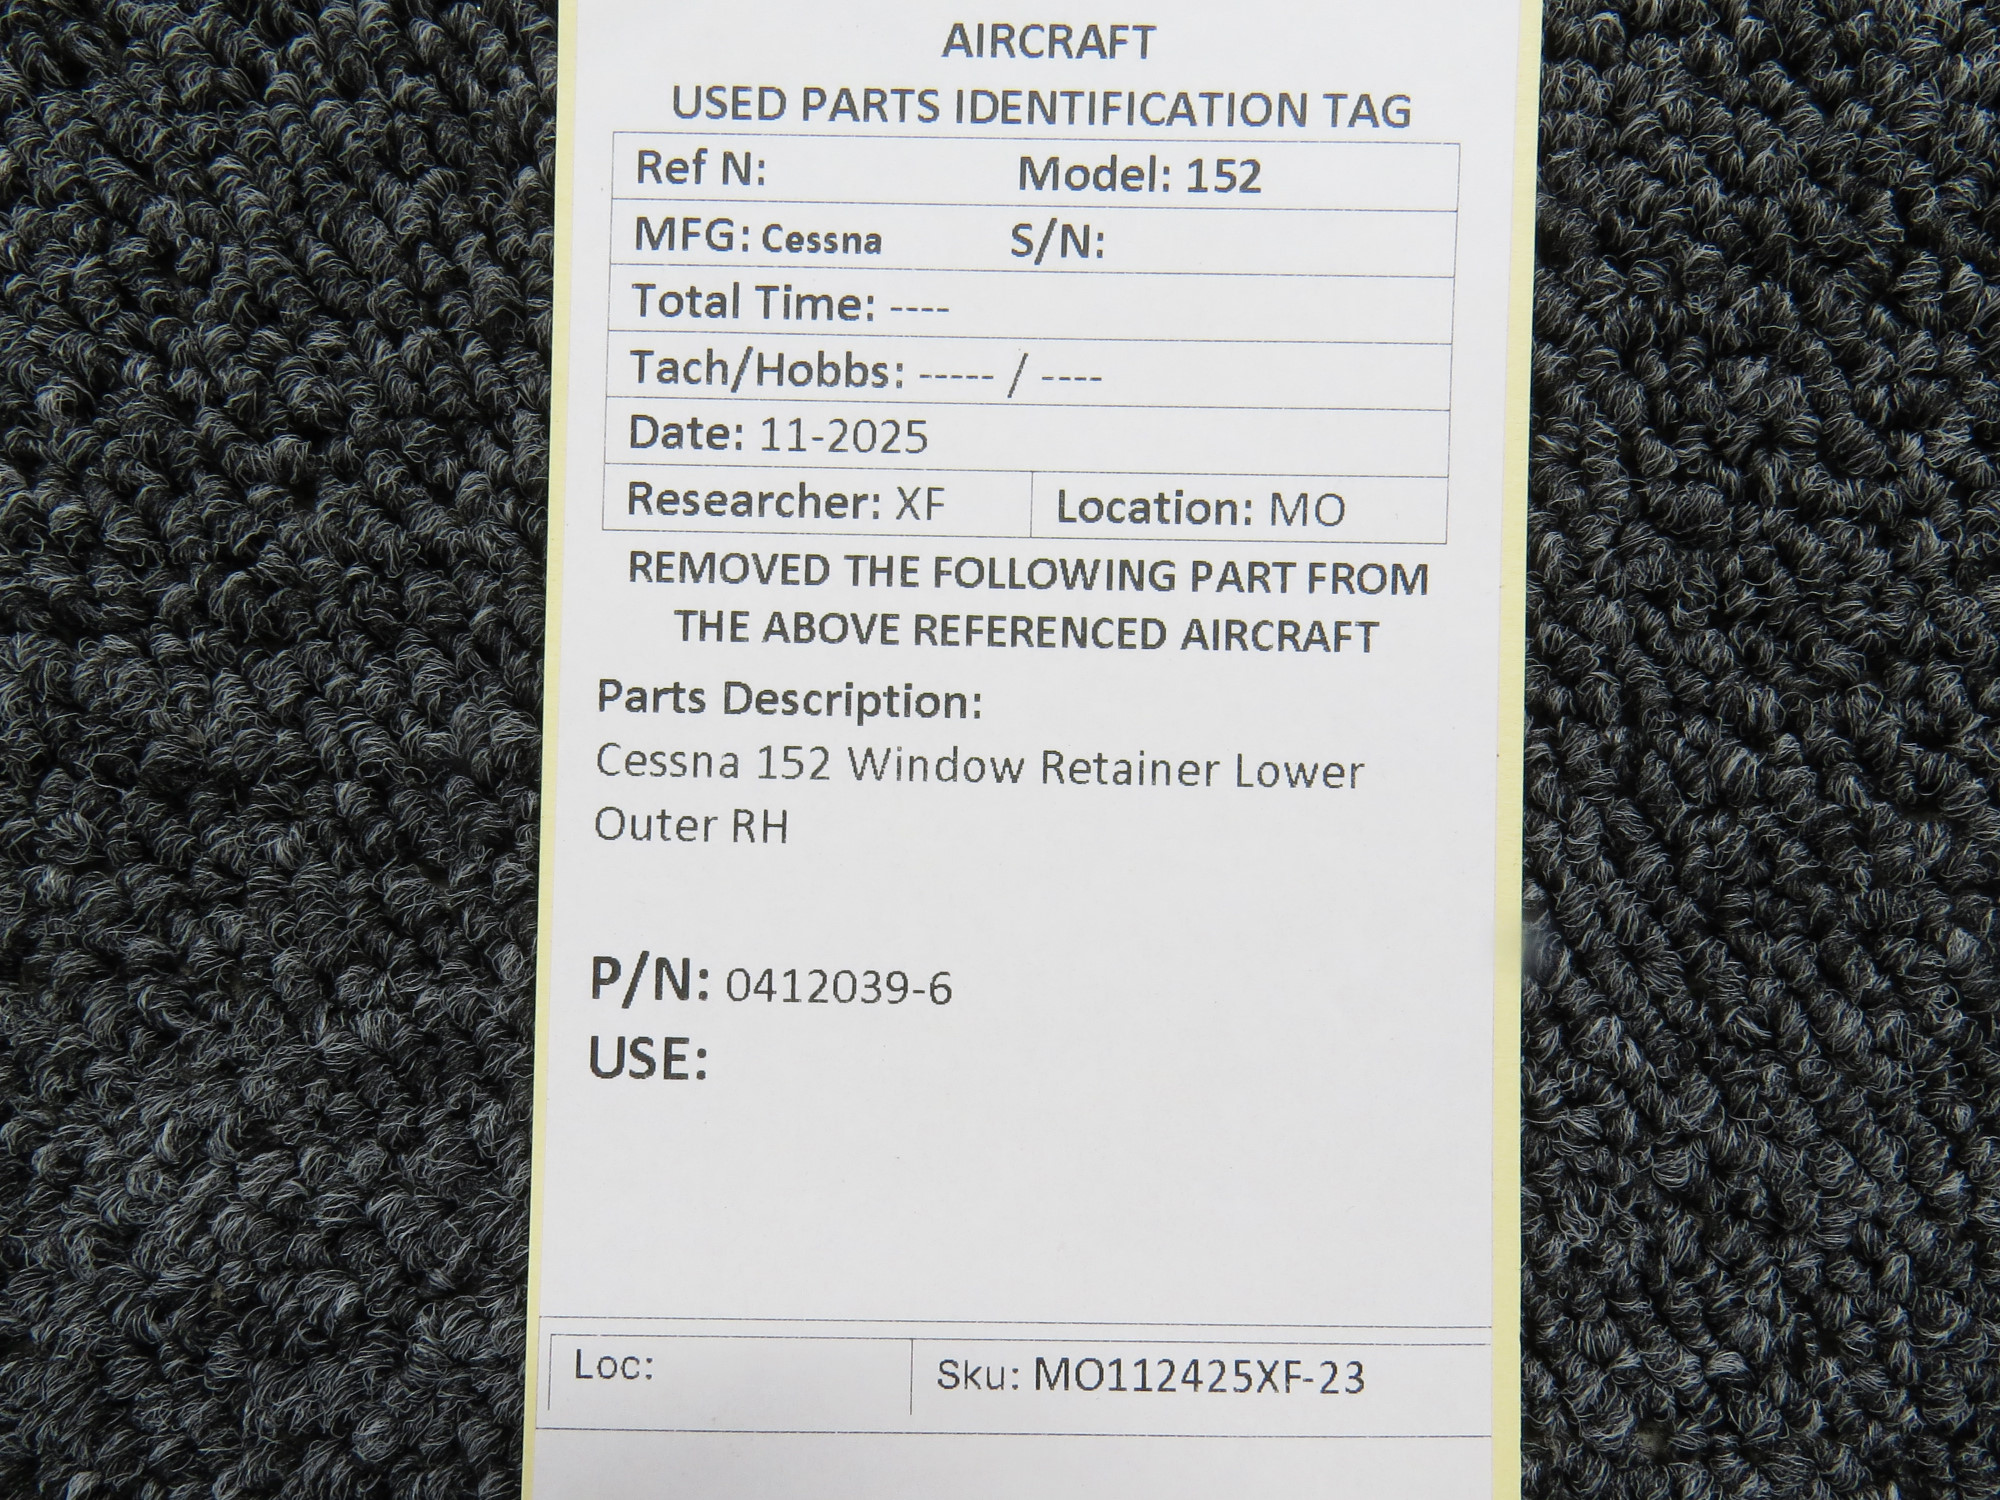 AIRCRAFT
USED PARTS IDENTIFICATION TAG
Ref N: Model: 152
MFG: Cessna S/N:
Total Time: ----
Tach/Hobbs: ----- / ----
Date: 11-2025
Researcher: XF Location: MO
REMOVED THE FOLLOWING PART FROM
THE ABOVE REFERENCED AIRCRAFT
Parts Description:
Cessna 152 Window Retainer Lower
Outer RH
P/N: 0412039-6
USE:
Loc: Sku: MO112425XF-23